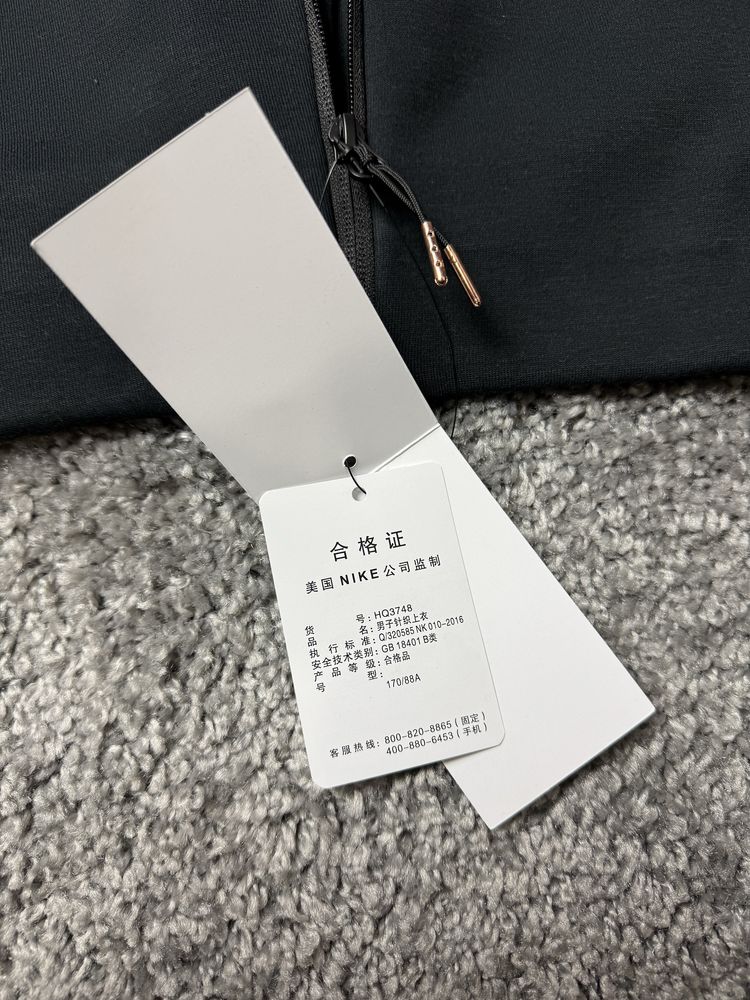 合格证
美国 NIKE 公司监制
货号：HQ3748
品名：男子针织上衣
执行标准：Q/320585 NK 010-2016
安全技术类别：GB 18401 B类
产品等级：合格品
号型：
170/88A
客服热线：800-820-8865（固定）
400-880-6453（手机）